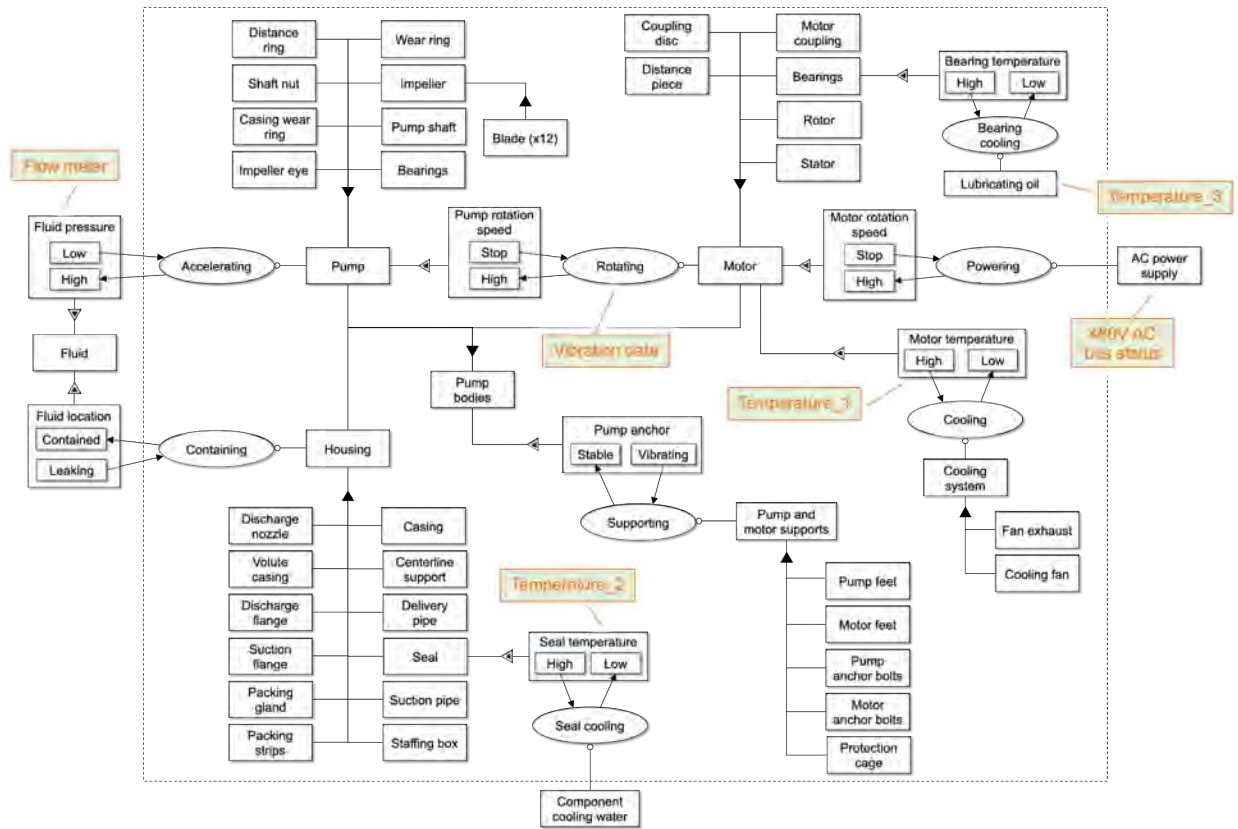 Distance
ring
Wear ring
Shaft nut
Impeller
Casing wear
ring
Pump shaft
Blade (x12)
Impeller eye
Bearings
Coupling
disc
Motor
coupling
Distance
piece
Bearings
Rotor
Stator
Bearing temperature
High
Low
Bearing
cooling
Lubricating oil
Temperature_3
Flow meter
Fluid pressure
Low
High
Accelerating
Pump
Pump rotation
speed
Stop
High
Rotating
Motor
Motor rotation
speed
Stop
High
Powering
AC power
supply
480V AC
bus status
Vibration data
Fluid
Pump
bodies
Motor temperature
High
Low
Temperature_1
Cooling
Cooling
system
Fan exhaust
Cooling fan
Fluid location
Contained
Leaking
Containing
Housing
Pump anchor
Stable
Vibrating
Supporting
Pump and
motor supports
Pump feet
Motor feet
Pump
anchor bolts
Motor
anchor bolts
Protection
cage
Discharge
nozzle
Casing
Volute
casing
Centerline
support
Discharge
flange
Delivery
pipe
Suction
flange
Seal
Packing
gland
Suction pipe
Packing
strips
Staffing box
Temperature_2
Seal temperature
High
Low
Seal cooling
Component
cooling water